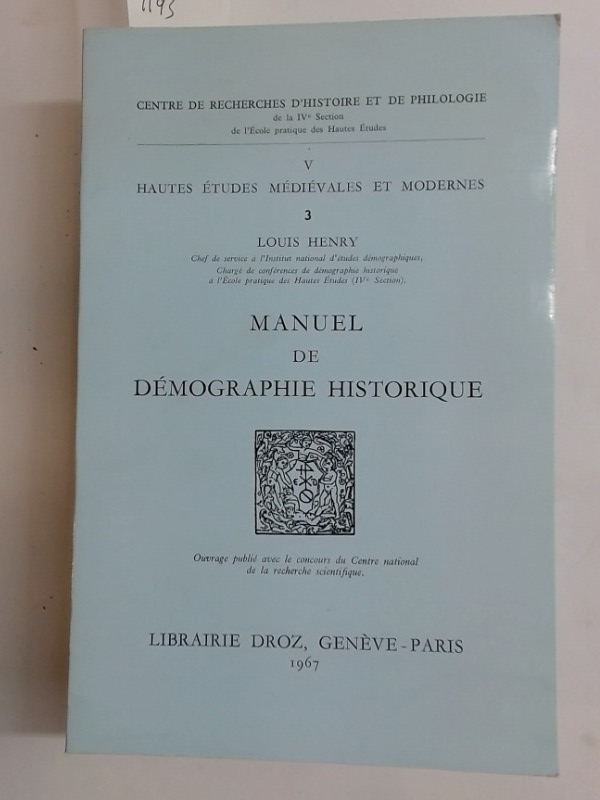 1193
CENTRE DE RECHERCHES D'HISTOIRE ET DE PHILOLOGIE
de la IVe Section
de l'École pratique des Hautes Études
V
HAUTES ÉTUDES MÉDIÉVALES ET MODERNES
3
LOUIS HENRY
Chef de service à l'Institut national d'études démographiques,
Chargé de conférences de démographie historique
à l'École pratique des Hautes Études (IVe Section).
MANUEL
DE
DÉMOGRAPHIE HISTORIQUE
Ouvrage publié avec le concours du Centre national
de la recherche scientifique.
LIBRAIRIE DROZ, GENÈVE-PARIS
1967